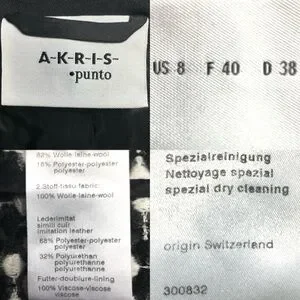 A-K-R-I-S-
•punto
US 8 F 40 D 38
82% Wolle-laine-wool
18% Polyester-polyester
polyester
2.Stoff-tissu fabric
100% Wolle-laine-wool
Lederimitat
simili cuir
imitation leather
68% Polyester-polyester
polyester
32% Polyurethan
polyurethanne
polyurethanne
Futter-doublure-lining
100% Viscose-viscose
viscose
Spezialreinigung
Nettoyage spezial
spezial dry cleaning
origin Switzerland
300832